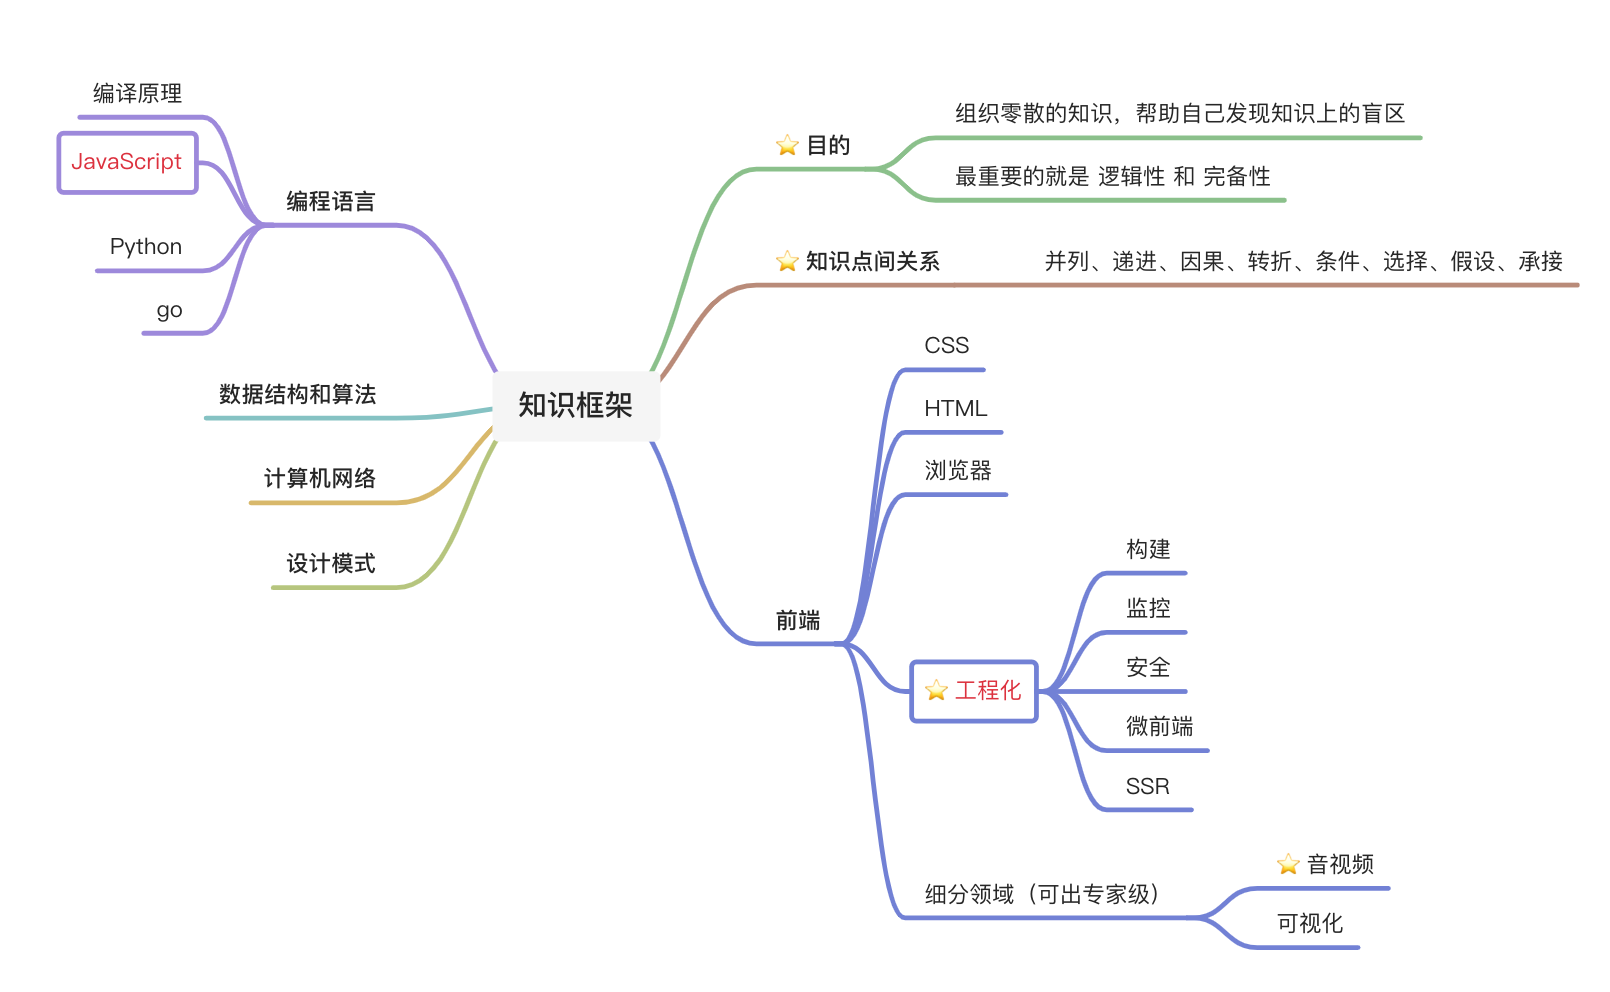 知识框架
⭐ 目的
组织零散的知识，帮助自己发现知识上的盲区
最重要的就是 逻辑性 和 完备性
⭐ 知识点间关系
并列、递进、因果、转折、条件、选择、假设、承接
前端
CSS
HTML
浏览器
⭐ 工程化
构建
监控
安全
微前端
SSR
细分领域（可出专家级）
⭐ 音视频
可视化
编程语言
编译原理
JavaScript
Python
go
数据结构和算法
计算机网络
设计模式